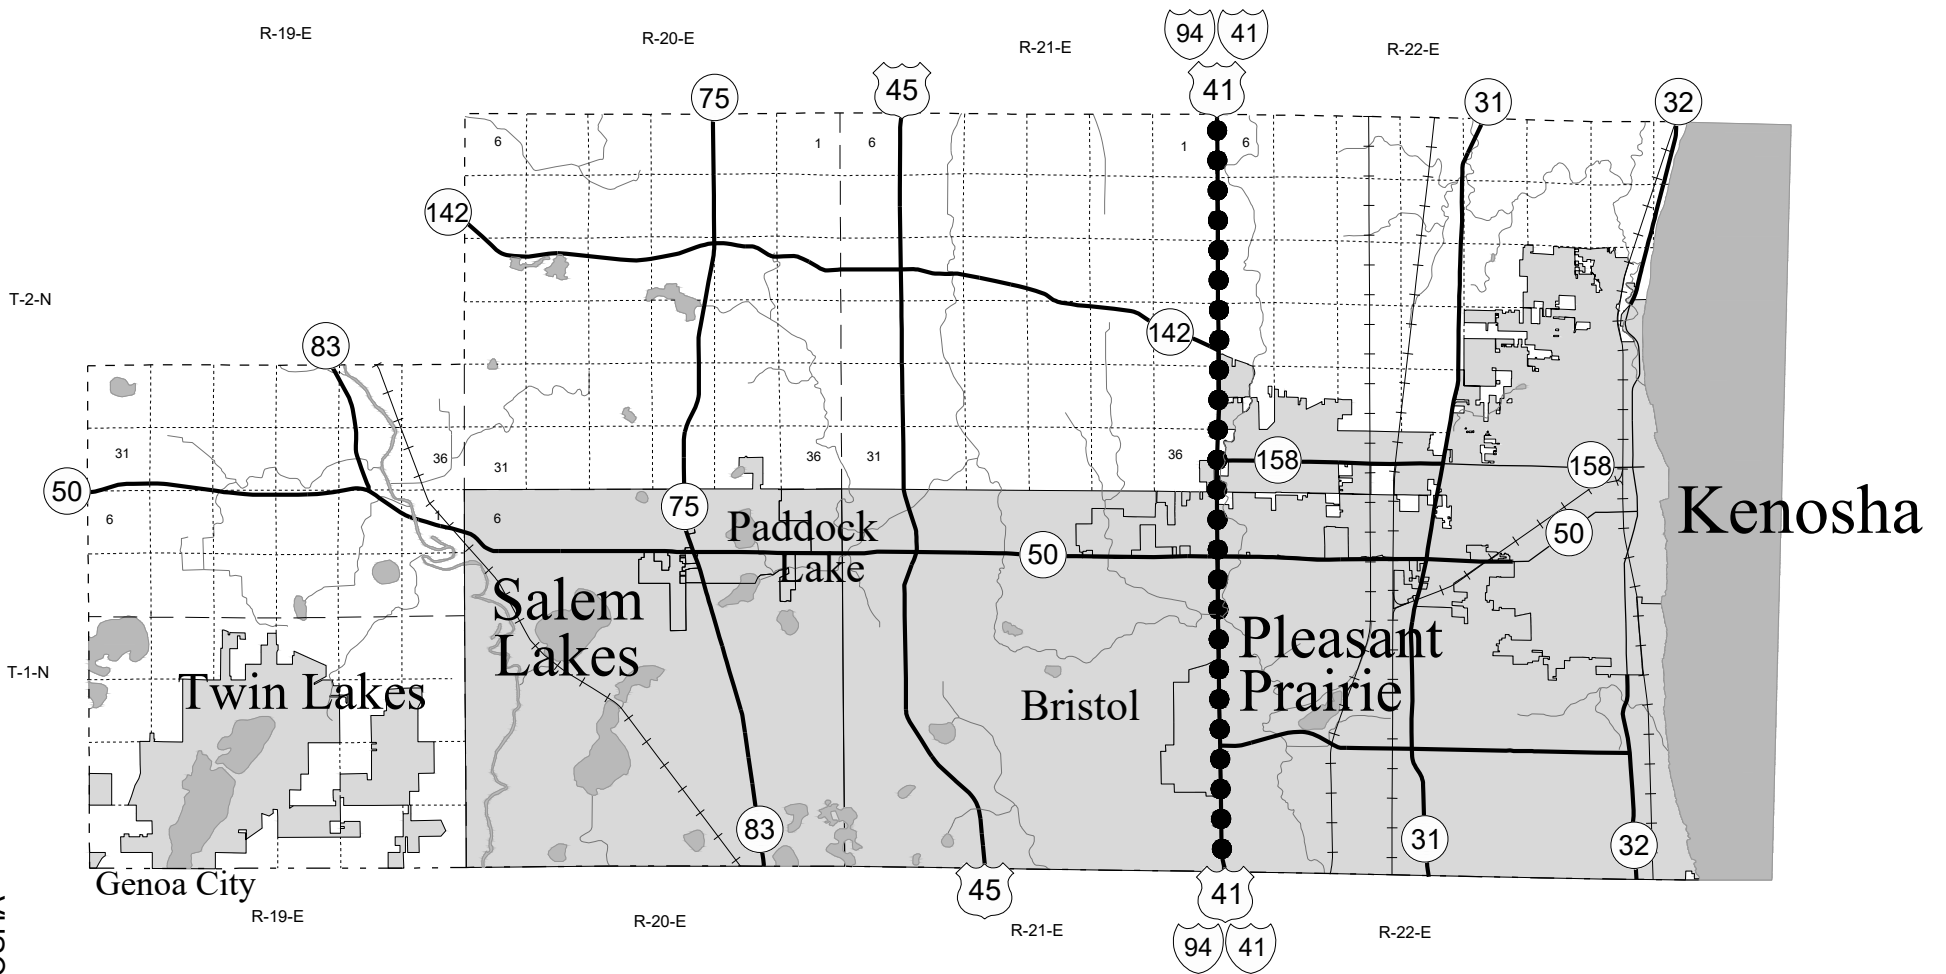 R-19-E
R-20-E
R-21-E
94
41
R-22-E
75
45
41
31
32
6
1
6
1
6
142
T-2-N
142
83
31
36
31
36
31
36
158
158
50
6
1
6
75
Paddock
Lake
50
50
Kenosha
Salem
Lakes
Pleasant
Prairie
T-1-N
Twin Lakes
Bristol
83
31
32
Genoa City
45
41
R-19-E
R-20-E
R-21-E
94
41
R-22-E